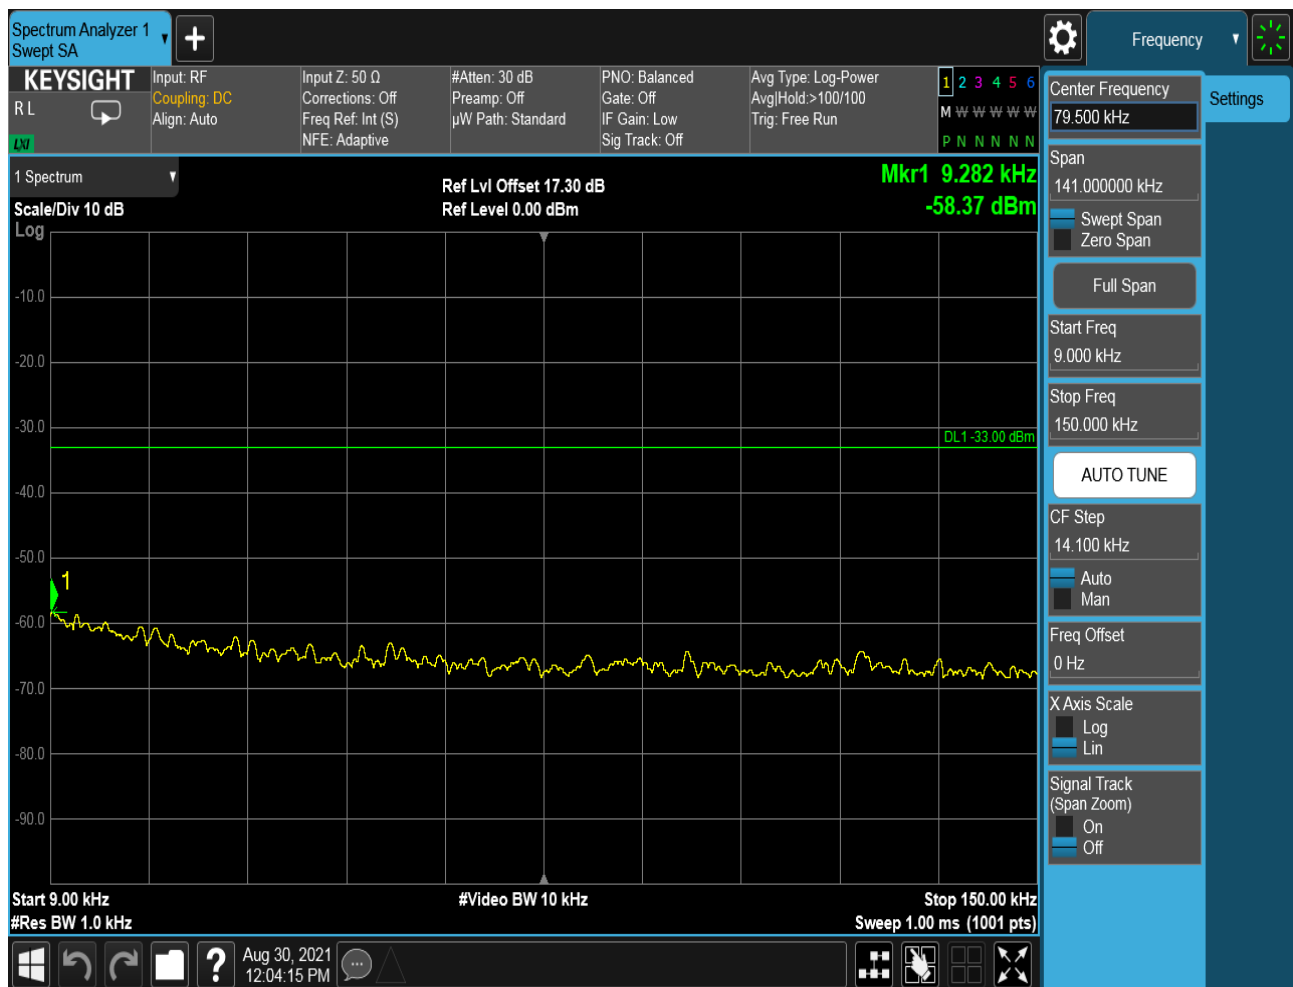 Spectrum Analyzer 1
Swept SA
Frequency
KEYSIGHT
R L
LXI
Input: RF
Coupling: DC
Align: Auto
Input Z: 50 Ω
Corrections: Off
Freq Ref: Int (S)
NFE: Adaptive
#Atten: 30 dB
Preamp: Off
µW Path: Standard
PNO: Balanced
Gate: Off
IF Gain: Low
Sig Track: Off
Avg Type: Log-Power
Avg|Hold:>100/100
Trig: Free Run
1 2 3 4 5 6
M W W W W W
P N N N N N
1 Spectrum
Scale/Div 10 dB
Log
Ref Lvl Offset 17.30 dB
Ref Level 0.00 dBm
Mkr1 9.282 kHz
-58.37 dBm
-10.0
-20.0
-30.0
DL1 -33.00 dBm
-40.0
-50.0
1
-60.0
-70.0
-80.0
-90.0
Start 9.00 kHz
#Res BW 1.0 kHz
#Video BW 10 kHz
Stop 150.00 kHz
Sweep 1.00 ms (1001 pts)
Aug 30, 2021
12:04:15 PM
Center Frequency
79.500 kHz
Settings
Span
141.000000 kHz
Swept Span
Zero Span
Full Span
Start Freq
9.000 kHz
Stop Freq
150.000 kHz
AUTO TUNE
CF Step
14.100 kHz
Auto
Man
Freq Offset
0 Hz
X Axis Scale
Log
Lin
Signal Track
(Span Zoom)
On
Off